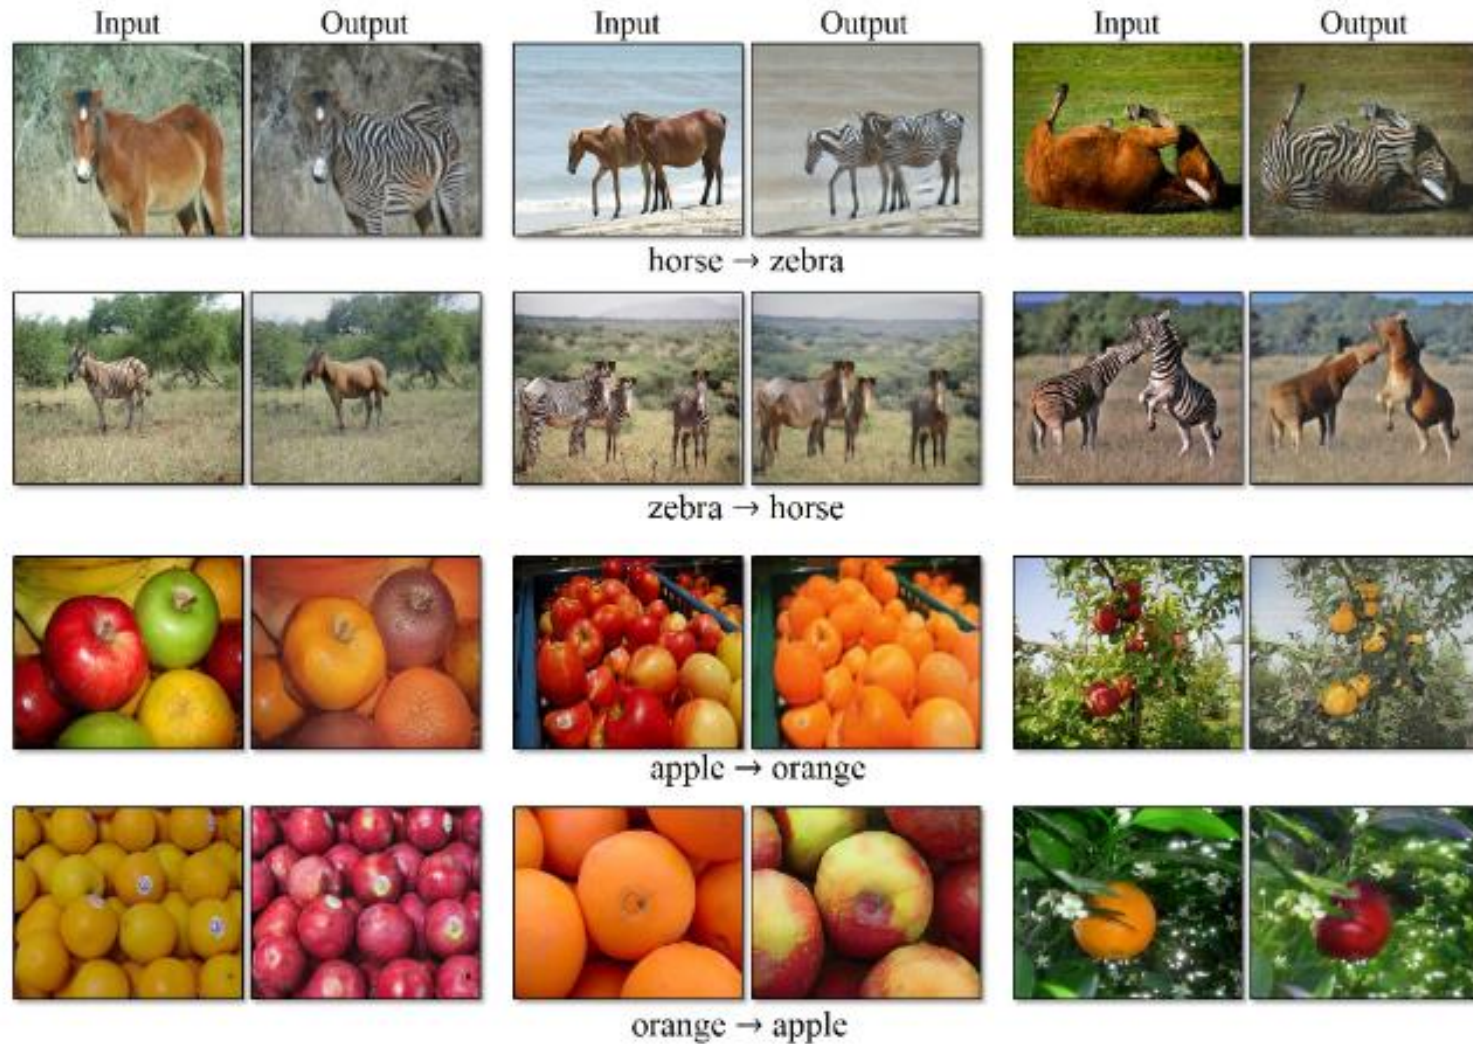 Input Output Input Output Input Output
horse → zebra
zebra → horse
apple → orange
orange → apple